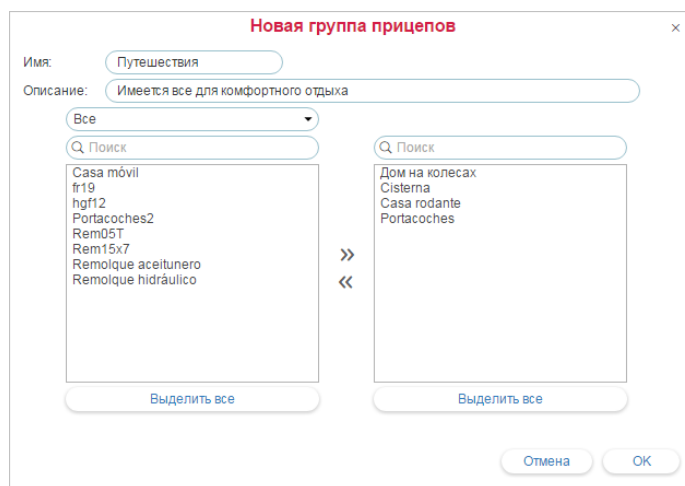 Новая группа прицепов
×
Имя: Путешествия
Описание: Имеется все для комфортного отдыха
Все
Поиск
Casa móvil
fr19
hgf12
Portacoches2
Rem05T
Rem15x7
Remolque aceitunero
Remolque hidráulico
Выделить все
»
«
Поиск
Дом на колесах
Cisterna
Casa rodante
Portacoches
Выделить все
Отмена
OK